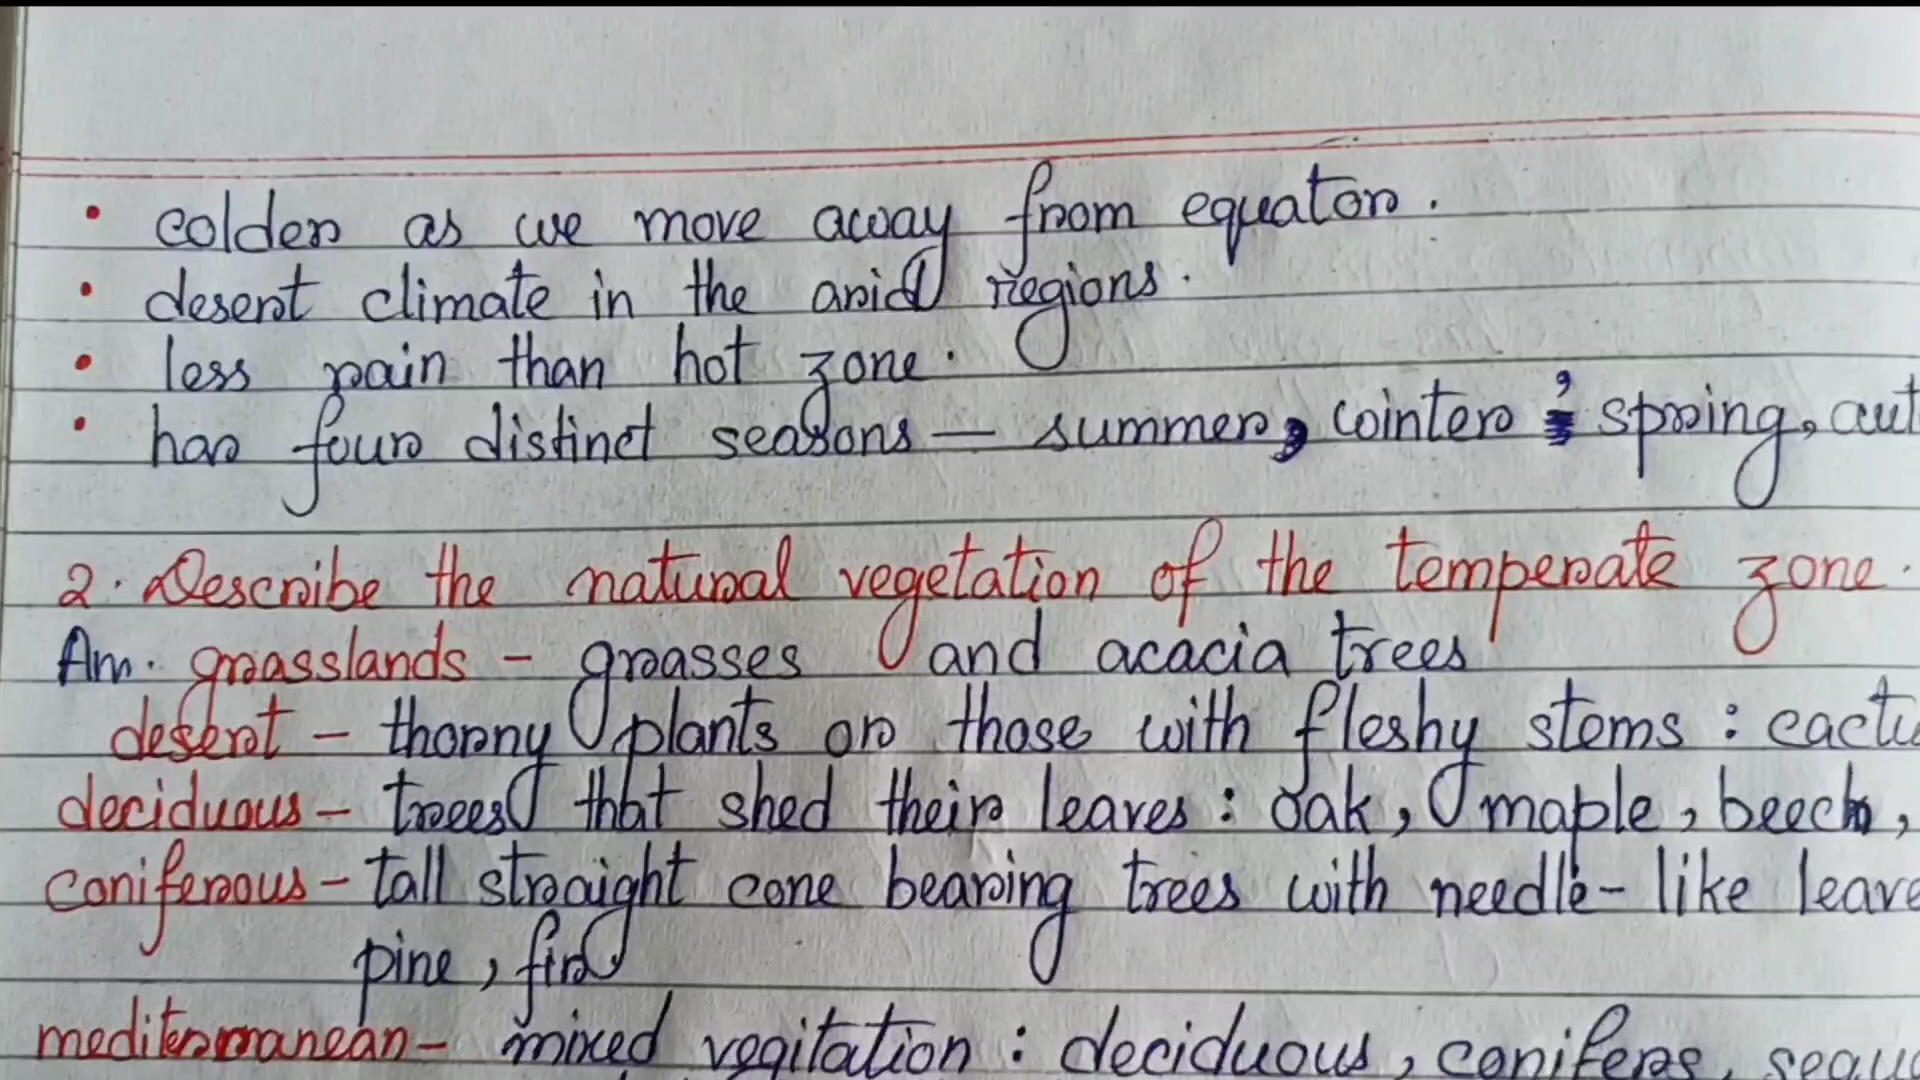 • colder as we move away from equator.
• desert climate in the arid regions.
• less rain than hot zone.
• has four distinct seasons — summer, winter, spring, aut
2. Describe the natural vegetation of the temperate zone.
Ans. grasslands - grasses and acacia trees
desert - thorny plants or those with fleshy stems : cactu
deciduous - trees that shed their leaves : oak, maple, beech,
coniferous - tall straight cone bearing trees with needle-like leave
pine, fir
mediterranean - mixed vegitation : deciduous, conifers, sequ